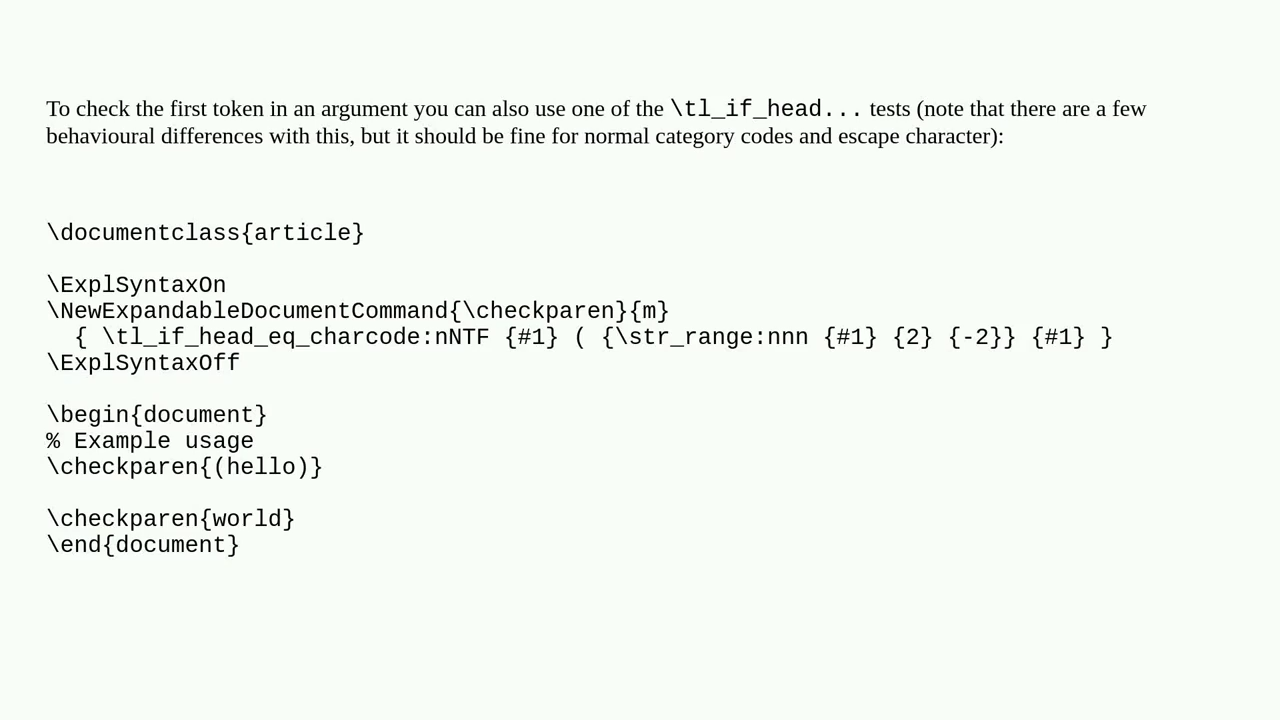 To check the first token in an argument you can also use one of the \tl_if_head... tests (note that there are a few
behavioural differences with this, but it should be fine for normal category codes and escape character):
\documentclass{article}
\ExplSyntaxOn
\NewExpandableDocumentCommand{\checkparen}{m}
  { \tl_if_head_eq_charcode:nNTF {#1} ( {\str_range:nnn {#1} {2} {-2}} {#1} }
\ExplSyntaxOff
\begin{document}
% Example usage
\checkparen{(hello)}
\checkparen{world}
\end{document}